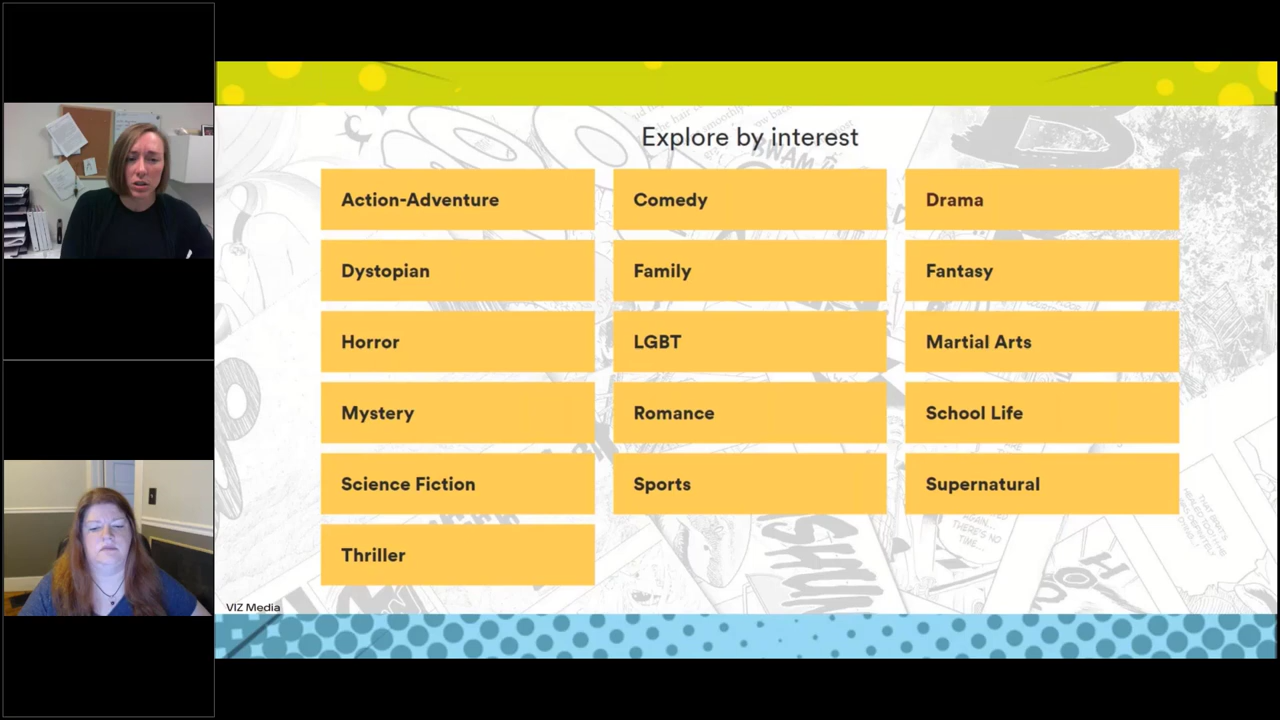 Explore by interest
Action-Adventure
Comedy
Drama
Dystopian
Family
Fantasy
Horror
LGBT
Martial Arts
Mystery
Romance
School Life
Science Fiction
Sports
Supernatural
Thriller
VIZ Media